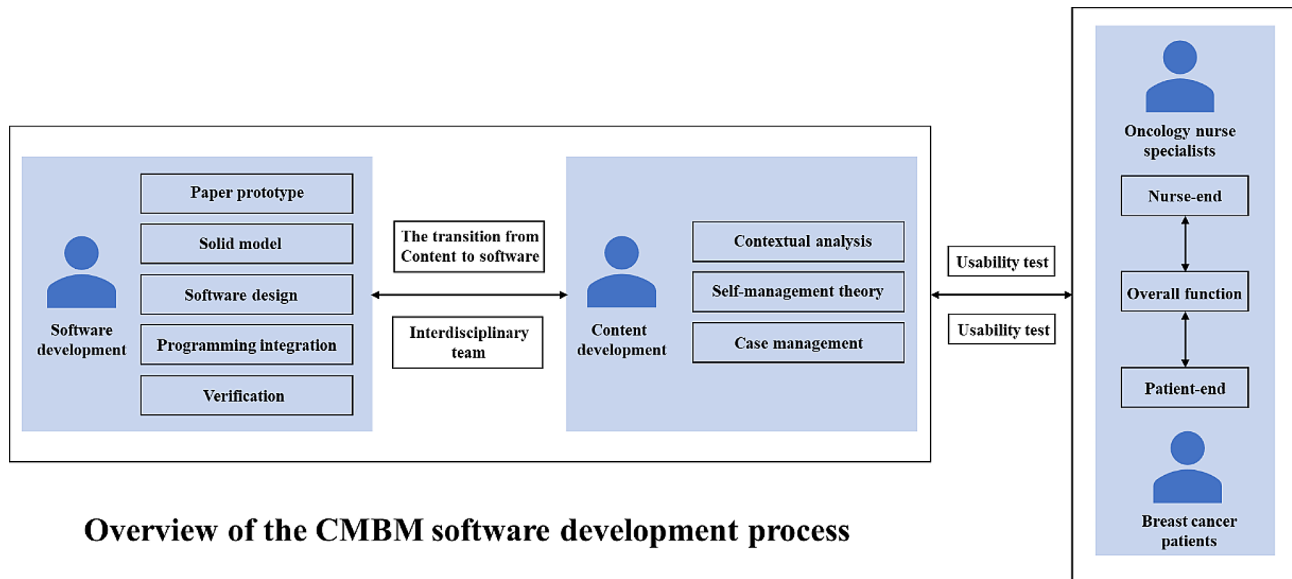 Paper prototype
Solid model
Software design
Programming integration
Verification
Software
development
The transition from
Content to software
Interdisciplinary
team
Content
development
Contextual analysis
Self-management theory
Case management
Usability test
Usability test
Oncology nurse
specialists
Nurse-end
Overall function
Patient-end
Breast cancer
patients
Overview of the CMBM software development process